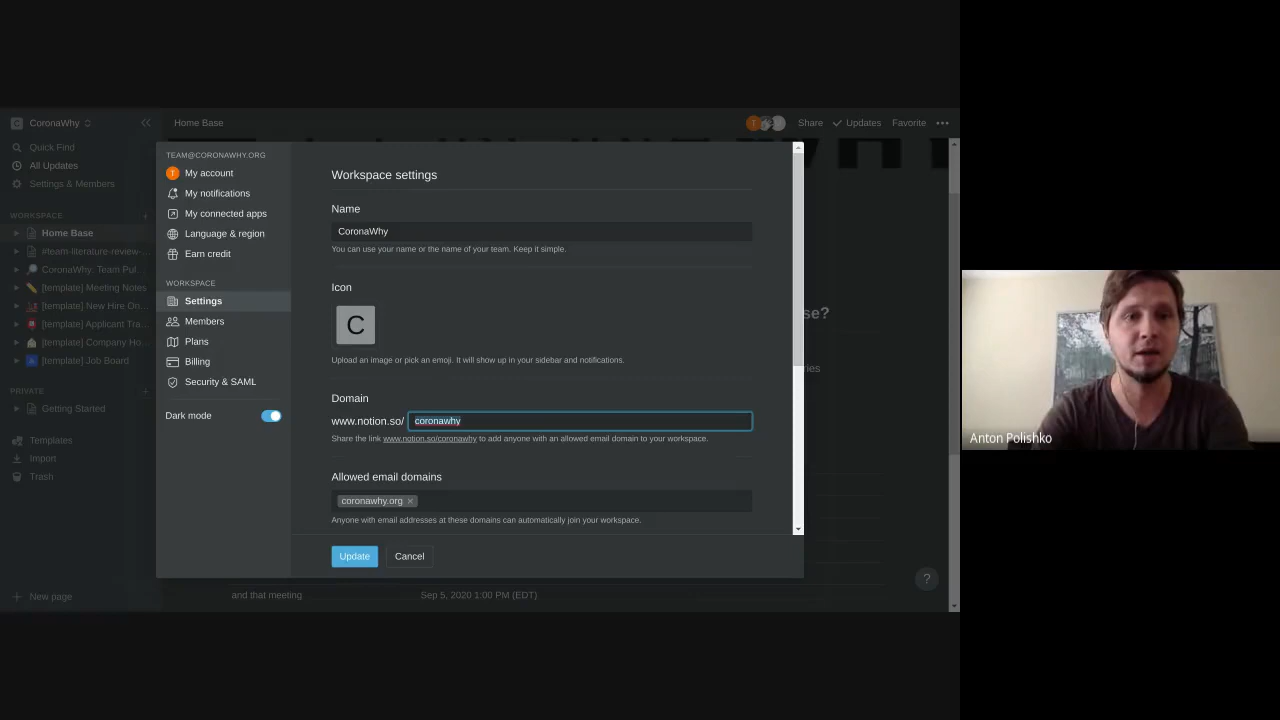 CoronaWhy
Home Base
T
Share
Updates
Favorite
Quick Find
All Updates
Settings & Members
WORKSPACE
Home Base
#team-literature-review-...
CoronaWhy: Team Pul...
[template] Meeting Notes
[template] New Hire On...
[template] Applicant Tra...
[template] Company Ho...
[template] Job Board
PRIVATE
Getting Started
Templates
Import
Trash
New page
TEAM@CORONAWHY.ORG
T My account
My notifications
My connected apps
Language & region
Earn credit
WORKSPACE
Settings
Members
Plans
Billing
Security & SAML
Dark mode
Workspace settings
Name
CoronaWhy
You can use your name or the name of your team. Keep it simple.
Icon
C
Upload an image or pick an emoji. It will show up in your sidebar and notifications.
Domain
www.notion.so/ coronawhy
Share the link www.notion.so/coronawhy to add anyone with an allowed email domain to your workspace.
Allowed email domains
coronawhy.org ×
Anyone with email addresses at these domains can automatically join your workspace.
Update
Cancel
se?
ries
and that meeting
Sep 5, 2020 1:00 PM (EDT)
?
Anton Polishko